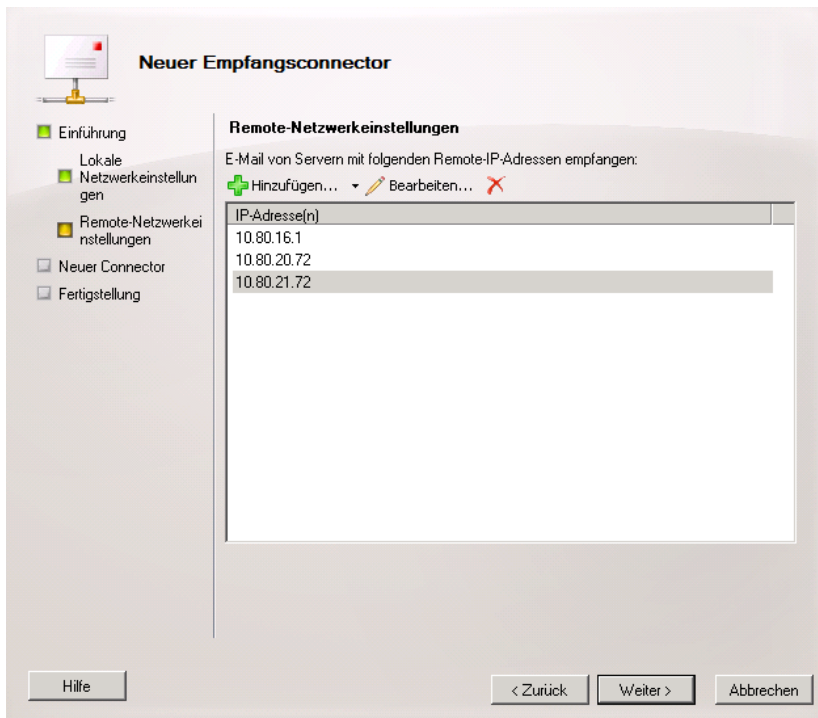 Neuer Empfangsconnector
Einführung
Lokale
Netzwerkeinstellun
gen
Remote-Netzwerkei
nstellungen
Neuer Connector
Fertigstellung
Remote-Netzwerkeinstellungen
E-Mail von Servern mit folgenden Remote-IP-Adressen empfangen:
Hinzufügen... Bearbeiten...
IP-Adresse(n)
10.80.16.1
10.80.20.72
10.80.21.72
Hilfe < Zurück Weiter > Abbrechen